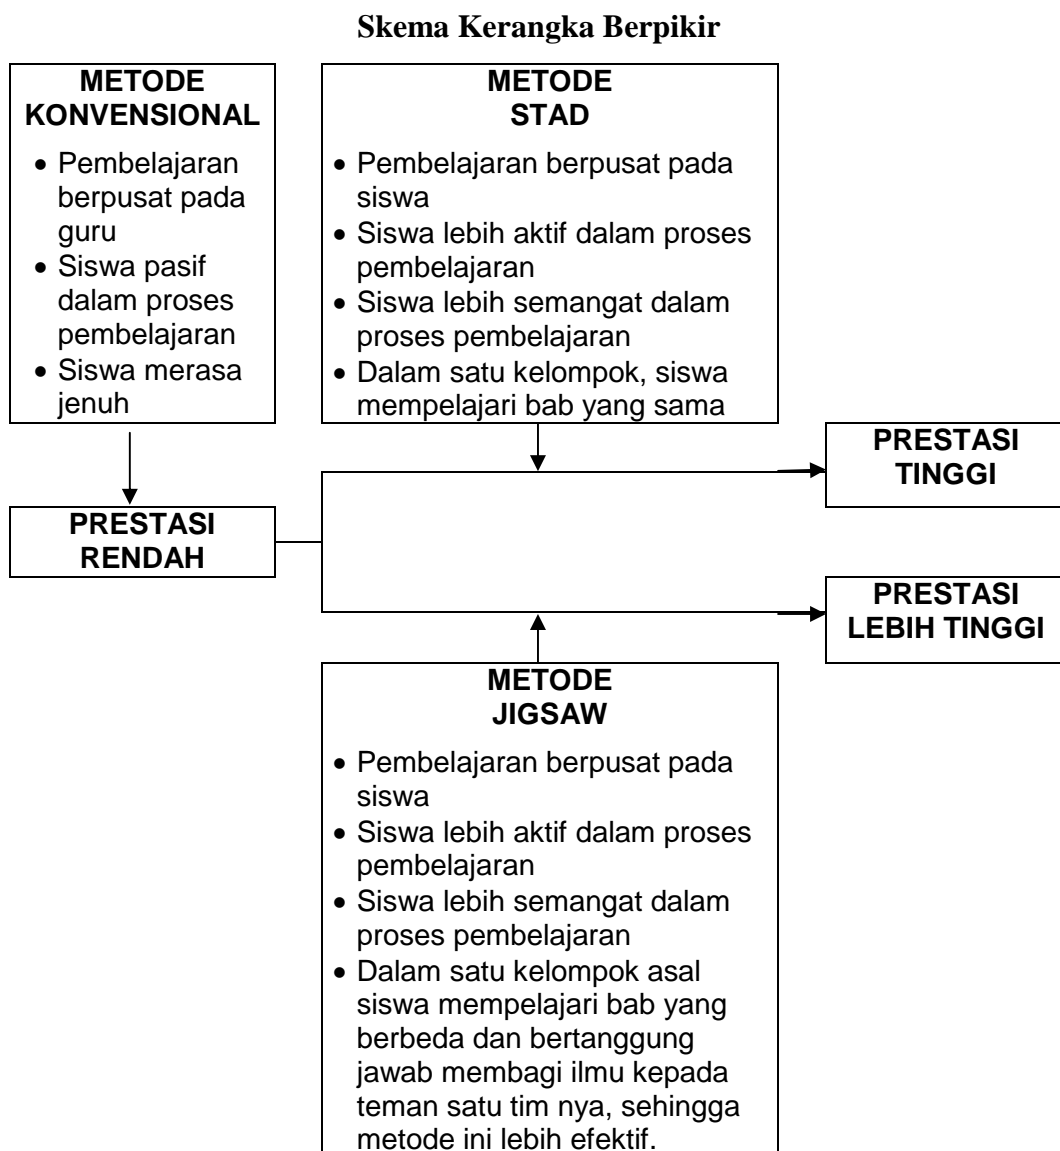 Skema Kerangka Berpikir
METODE
KONVENSIONAL
• Pembelajaran
berpusat pada
guru
• Siswa pasif
dalam proses
pembelajaran
• Siswa merasa
jenuh
METODE
STAD
• Pembelajaran berpusat pada
siswa
• Siswa lebih aktif dalam proses
pembelajaran
• Siswa lebih semangat dalam
proses pembelajaran
• Dalam satu kelompok, siswa
mempelajari bab yang sama
PRESTASI
TINGGI
PRESTASI
RENDAH
PRESTASI
LEBIH TINGGI
METODE
JIGSAW
• Pembelajaran berpusat pada
siswa
• Siswa lebih aktif dalam proses
pembelajaran
• Siswa lebih semangat dalam
proses pembelajaran
• Dalam satu kelompok asal
siswa mempelajari bab yang
berbeda dan bertanggung
jawab membagi ilmu kepada
teman satu tim nya, sehingga
metode ini lebih efektif.